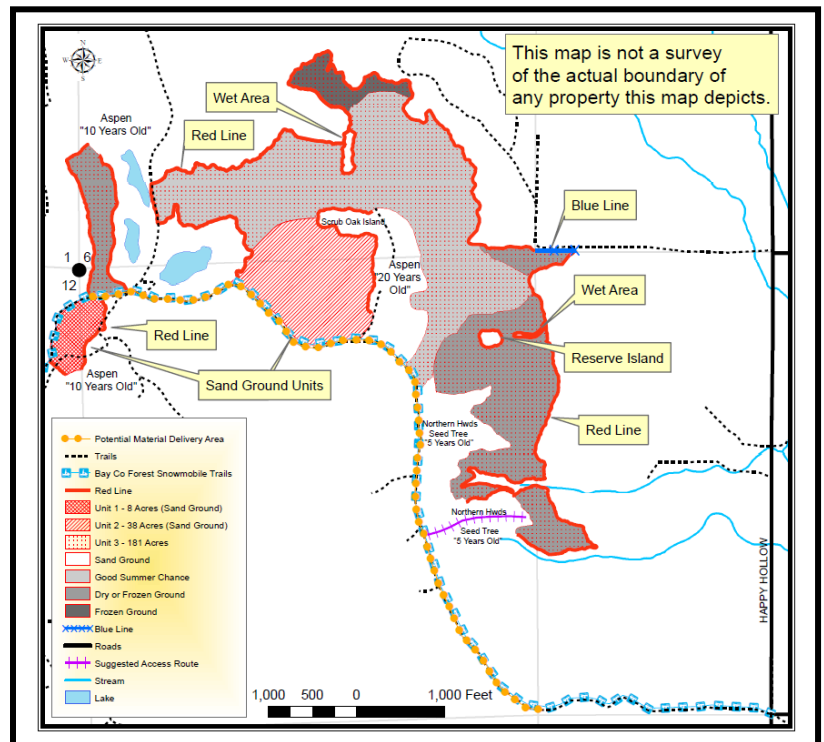 This map is not a survey
of the actual boundary of
any property this map depicts.
N
W
E
S
Wet Area
Aspen
"10 Years Old"
Red Line
Blue Line
Scrub Oak Island
1 6
12
Aspen
"20 Years
Old"
Wet Area
Red Line
Reserve Island
Aspen
"10 Years Old"
Sand Ground Units
Northern Hwds
Seed Tree
"5 Years Old"
Red Line
Northern Hwds
Seed Tree
"5 Years Old"
HAPPY HOLLOW
Potential Material Delivery Area
Trails
Bay Co Forest Snowmobile Trails
Red Line
Unit 1 - 8 Acres (Sand Ground)
Unit 2 - 38 Acres (Sand Ground)
Unit 3 - 181 Acres
Sand Ground
Good Summer Chance
Dry or Frozen Ground
Frozen Ground
Blue Line
Roads
Suggested Access Route
Stream
Lake
1,000 500 0 1,000 Feet